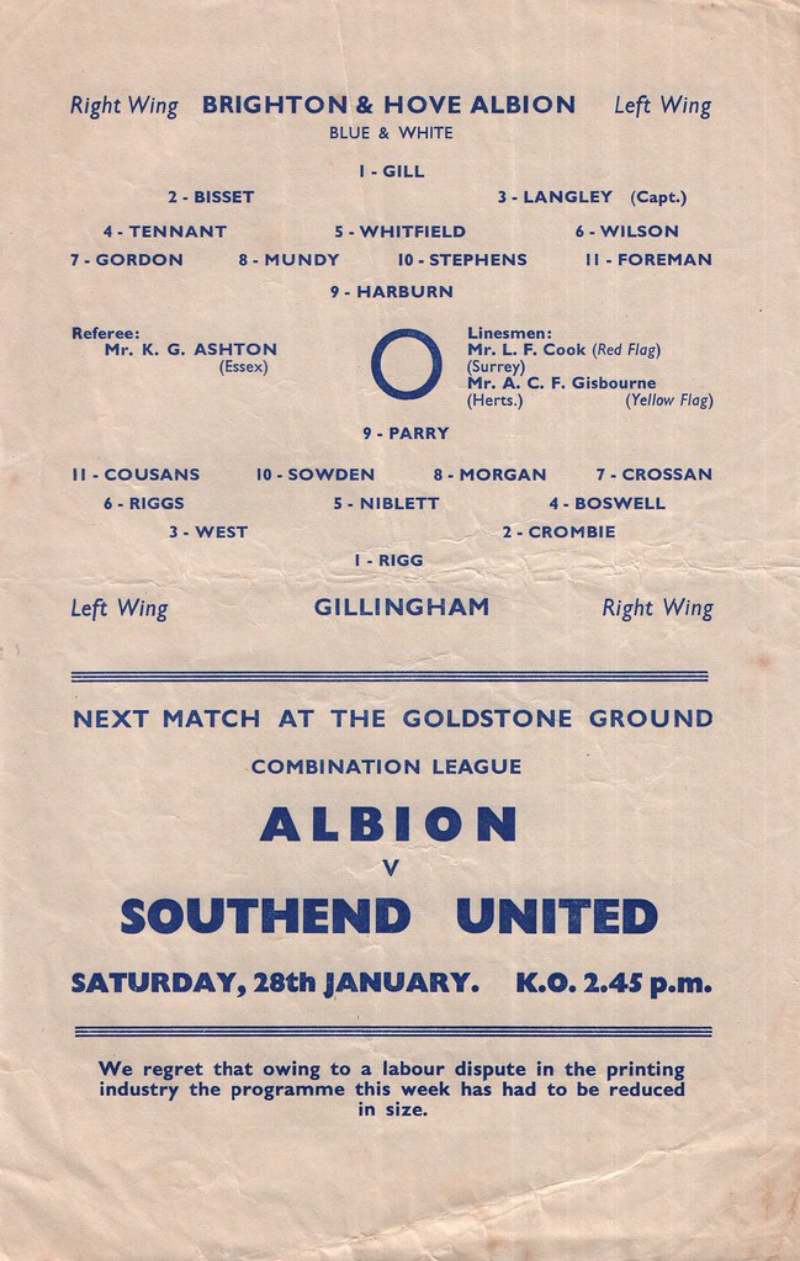 Right Wing BRIGHTON & HOVE ALBION Left Wing
BLUE & WHITE
1 - GILL
2 - BISSET 3 - LANGLEY (Capt.)
4 - TENNANT 5 - WHITFIELD 6 - WILSON
7 - GORDON 8 - MUNDY 10 - STEPHENS 11 - FOREMAN
9 - HARBURN
Referee:
Mr. K. G. ASHTON
(Essex)
Linesmen:
Mr. L. F. Cook (Red Flag)
(Surrey)
Mr. A. C. F. Gisbourne
(Herts.) (Yellow Flag)
9 - PARRY
11 - COUSANS 10 - SOWDEN 8 - MORGAN 7 - CROSSAN
6 - RIGGS 5 - NIBLETT 4 - BOSWELL
3 - WEST 2 - CROMBIE
1 - RIGG
Left Wing GILLINGHAM Right Wing
NEXT MATCH AT THE GOLDSTONE GROUND
COMBINATION LEAGUE
ALBION
V
SOUTHEND UNITED
SATURDAY, 28th JANUARY. K.O. 2.45 p.m.
We regret that owing to a labour dispute in the printing
industry the programme this week has had to be reduced
in size.